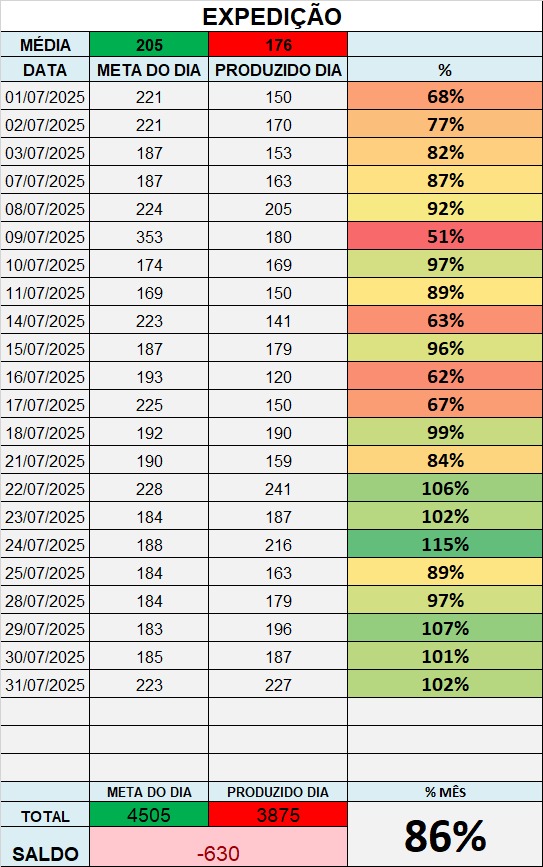 EXPEDIÇÃO
MÉDIA 205 176
DATA META DO DIA PRODUZIDO DIA %
01/07/2025 221 150 68%
02/07/2025 221 170 77%
03/07/2025 187 153 82%
07/07/2025 187 163 87%
08/07/2025 224 205 92%
09/07/2025 353 180 51%
10/07/2025 174 169 97%
11/07/2025 169 150 89%
14/07/2025 223 141 63%
15/07/2025 187 179 96%
16/07/2025 193 120 62%
17/07/2025 225 150 67%
18/07/2025 192 190 99%
21/07/2025 190 159 84%
22/07/2025 228 241 106%
23/07/2025 184 187 102%
24/07/2025 188 216 115%
25/07/2025 184 163 89%
28/07/2025 184 179 97%
29/07/2025 183 196 107%
30/07/2025 185 187 101%
31/07/2025 223 227 102%
META DO DIA PRODUZIDO DIA % MÊS
TOTAL 4505 3875 86%
SALDO -630